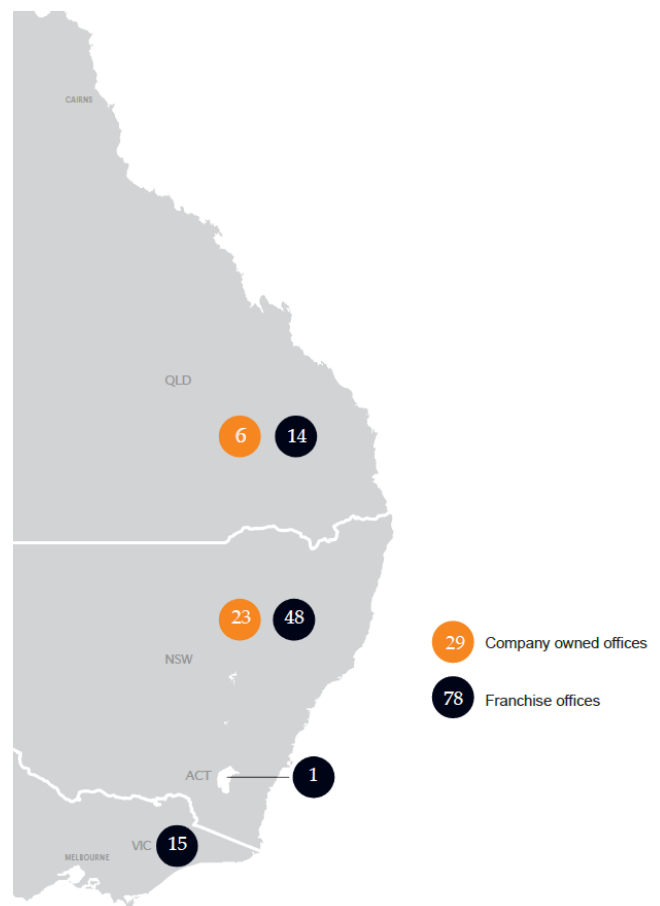 CAIRNS
QLD
6 14
23 48
29 Company owned offices
NSW
78 Franchise offices
ACT 1
VIC 15
MELBOURNE